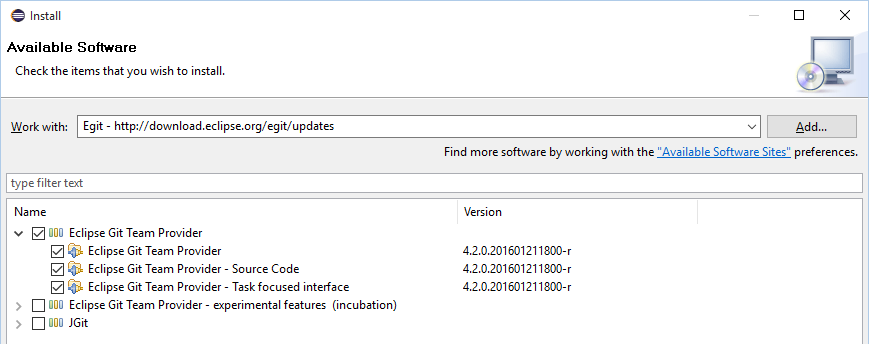 Install
Available Software
Check the items that you wish to install.
Work with: Egit - http://download.eclipse.org/egit/updates Add...
Find more software by working with the "Available Software Sites" preferences.
type filter text
Name Version
Eclipse Git Team Provider
Eclipse Git Team Provider 4.2.0.201601211800-r
Eclipse Git Team Provider - Source Code 4.2.0.201601211800-r
Eclipse Git Team Provider - Task focused interface 4.2.0.201601211800-r
Eclipse Git Team Provider - experimental features (incubation)
JGit